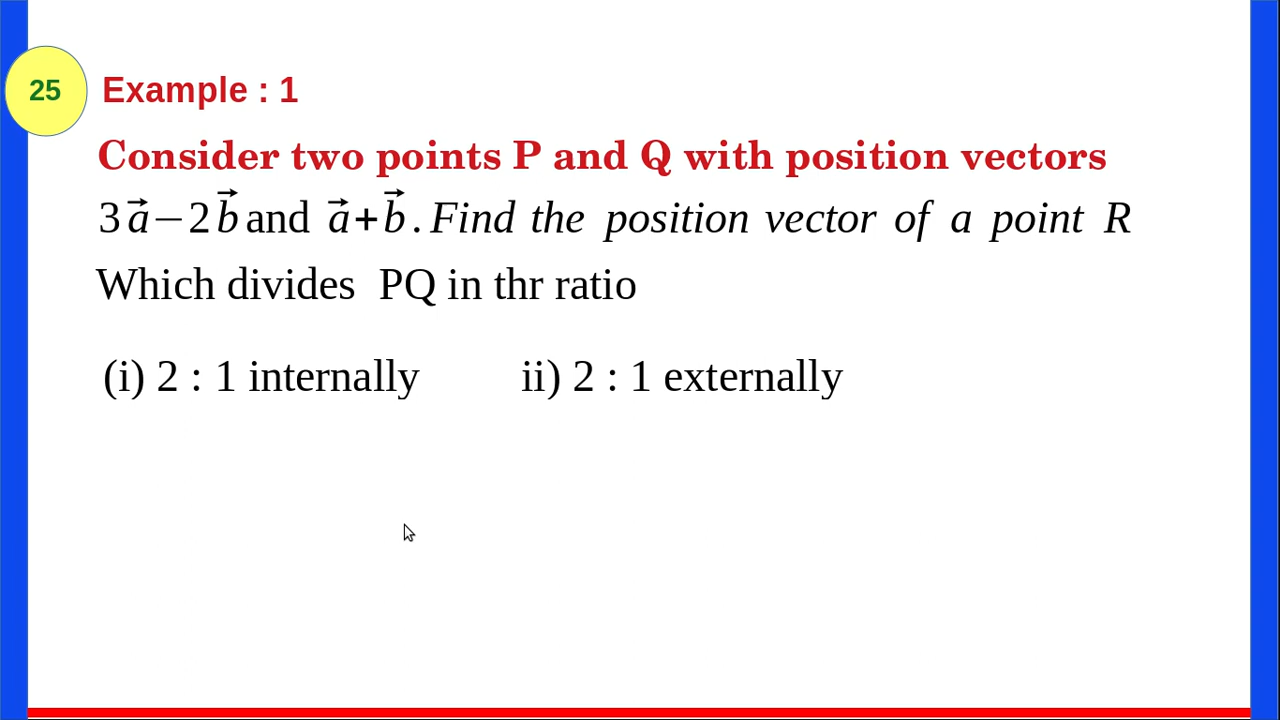 25
Example : 1
Consider two points P and Q with position vectors
3a⃗−2b⃗ and a⃗+b⃗. Find the position vector of a point R
Which divides PQ in thr ratio
(i) 2 : 1 internally ii) 2 : 1 externally